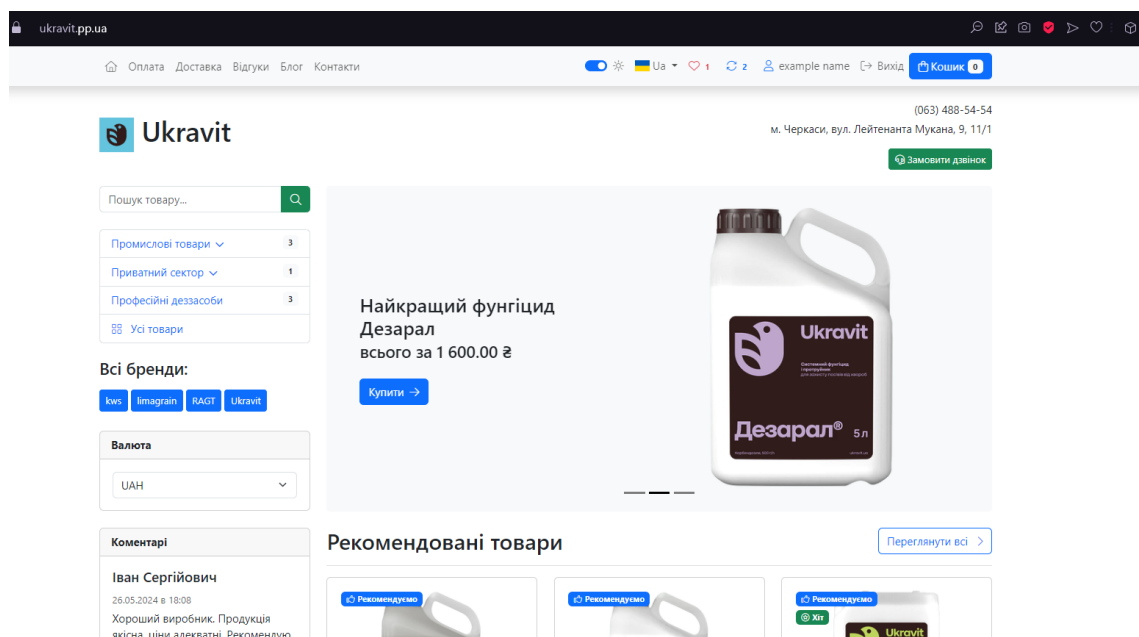 ukravit.pp.ua
Оплата Доставка Відгуки Блог Контакти
Ua
1
2
example name
Вихід
Кошик 0
Ukravit
(063) 488-54-54
м. Черкаси, вул. Лейтенанта Мукана, 9, 11/1
Замовити дзвінок
Пошук товару...
Промислові товари 3
Приватний сектор 1
Професійні деззасоби 3
Усі товари
Всі бренди:
kws limagrain RAGT Ukravit
Валюта
UAH
Коментарі
Іван Сергійович
26.05.2024 в 18:08
Хороший виробник. Продукція
якісна, ціни адекватні. Рекомендую
Найкращий фунгіцид
Дезарал
всього за 1 600.00 ₴
Купити
Ukravit
Системний фунгіцид
і протруйник
Дезарал® 5 л
Рекомендовані товари
Переглянути всі
Рекомендуємо
Рекомендуємо
Рекомендуємо
Хіт
Ukravit